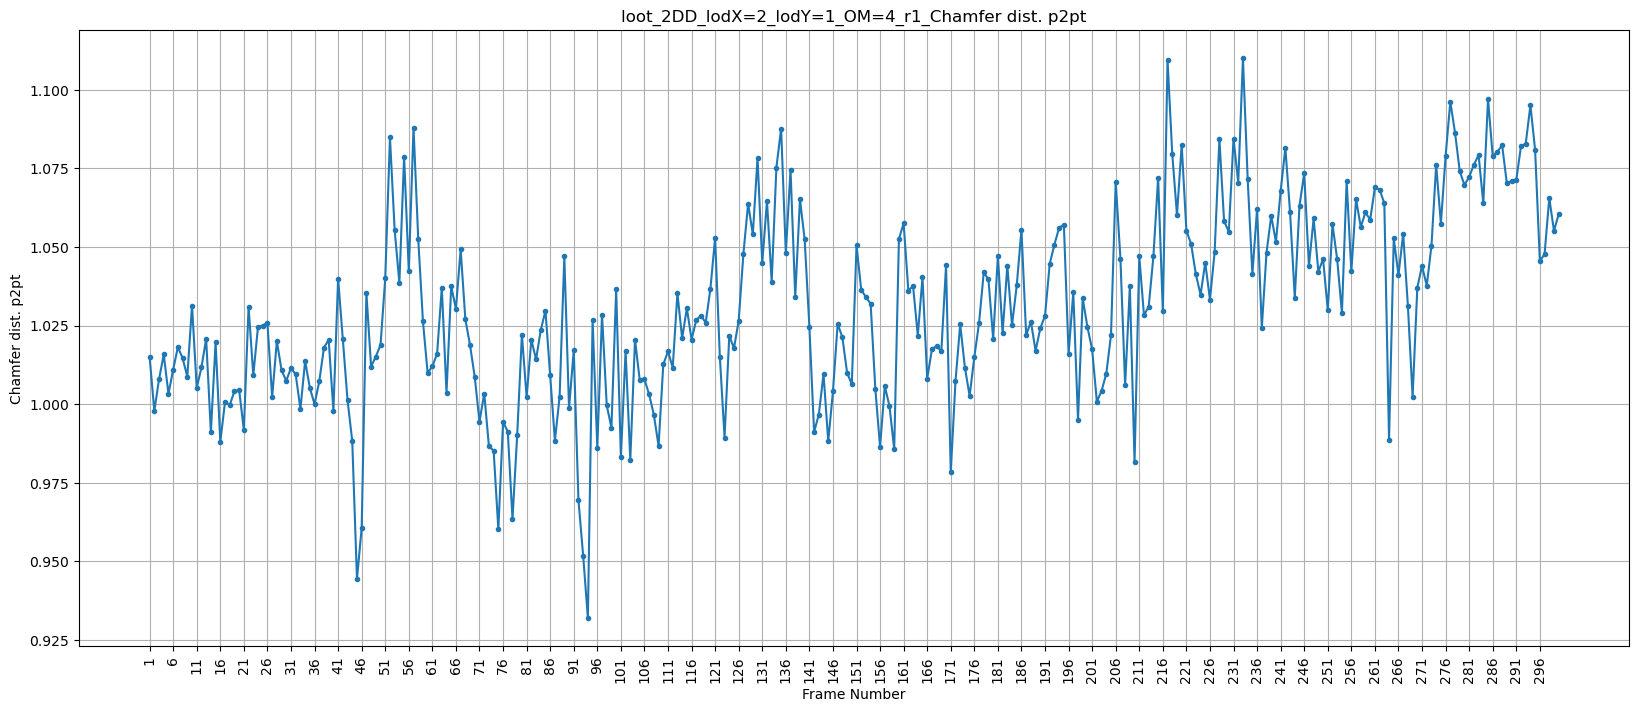 loot_2DD_lodX=2_lodY=1_OM=4_r1_Chamfer dist. p2pt
Chamfer dist. p2pt
1.100
1.075
1.050
1.025
1.000
0.975
0.950
0.925
1 6 11 16 21 26 31 36 41 46 51 56 61 66 71 76 81 86 91 96 101 106 111 116 121 126 131 136 141 146 151 156 161 166 171 176 181 186 191 196 201 206 211 216 221 226 231 236 241 246 251 256 261 266 271 276 281 286 291 296
Frame Number